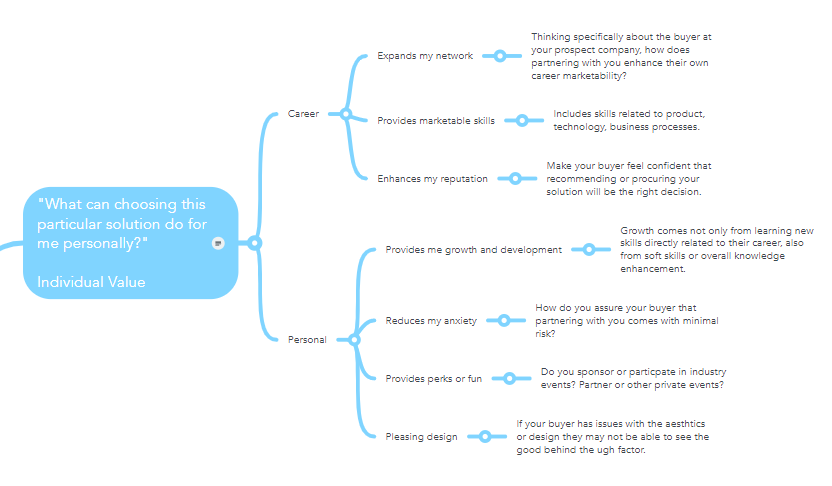 "What can choosing this
particular solution do for
me personally?"
Individual Value
Career
Expands my network
Thinking specifically about the buyer at
your prospect company, how does
partnering with you enhance their own
career marketability?
Provides marketable skills
Includes skills related to product,
technology, business processes.
Enhances my reputation
Make your buyer feel confident that
recommending or procuring your
solution will be the right decision.
Personal
Provides me growth and development
Growth comes not only from learning new
skills directly related to their career, also
from soft skills or overall knowledge
enhancement.
Reduces my anxiety
How do you assure your buyer that
partnering with you comes with minimal
risk?
Provides perks or fun
Do you sponsor or particpate in industry
events? Partner or other private events?
Pleasing design
If your buyer has issues with the aesthtics
or design they may not be able to see the
good behind the ugh factor.